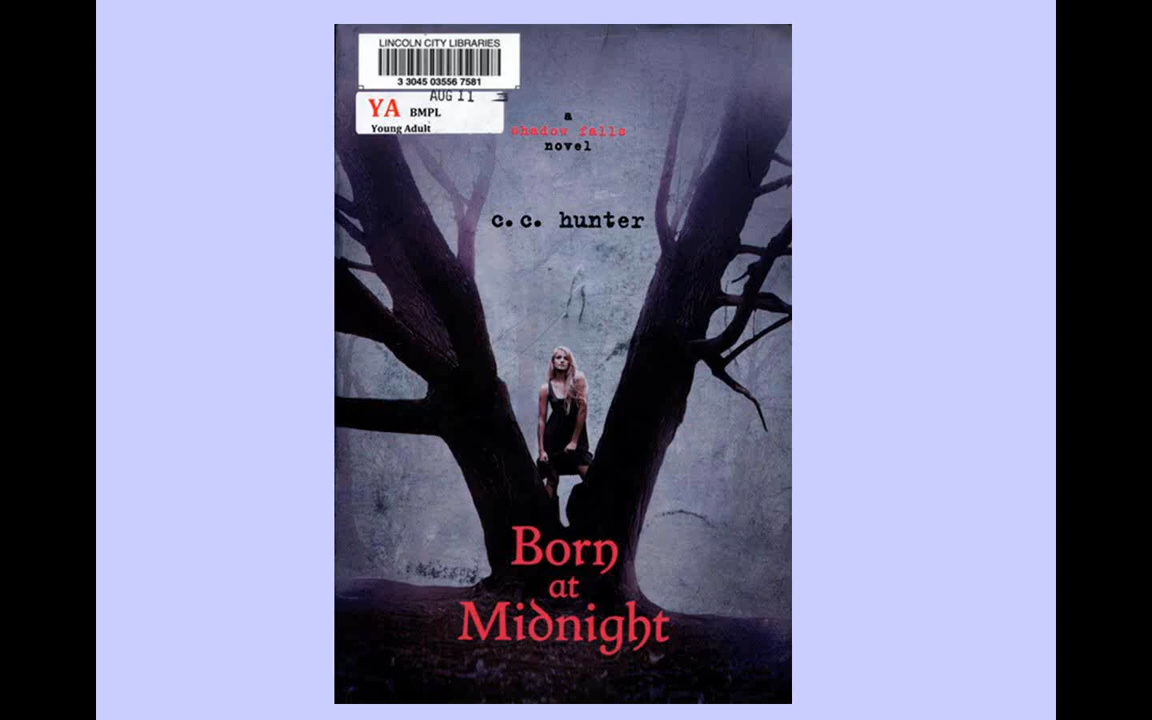 LINCOLN CITY LIBRARIES
3 3045 03556 7581
AUG 11
YA BMPL
Young Adult
a
shadow falls
novel
c.c. hunter
Born
at
Midnight